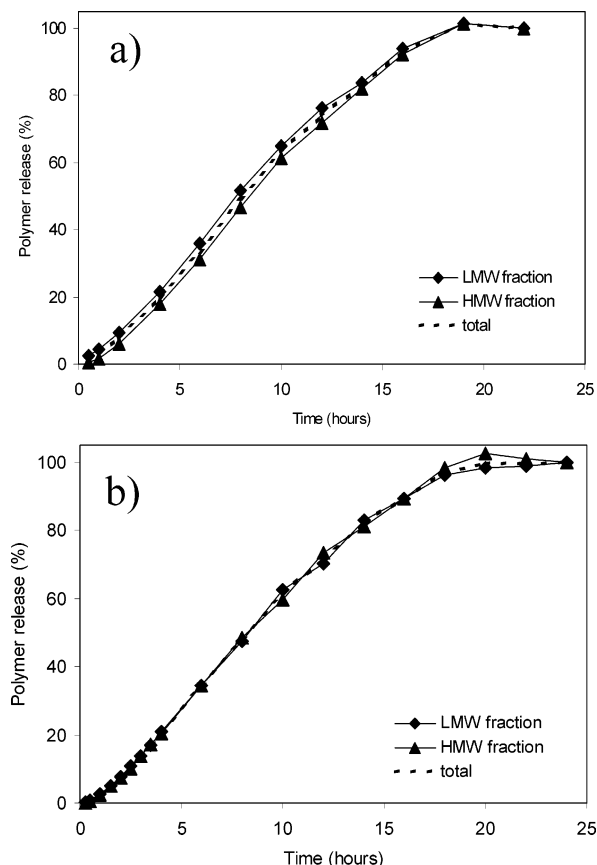 a)
Polymer release (%)
100
80
60
40
20
0
0 5 10 15 20 25
Time (hours)
LMW fraction
HMW fraction
total
b)
Polymer release (%)
100
80
60
40
20
0
0 5 10 15 20 25
Time (hours)
LMW fraction
HMW fraction
total